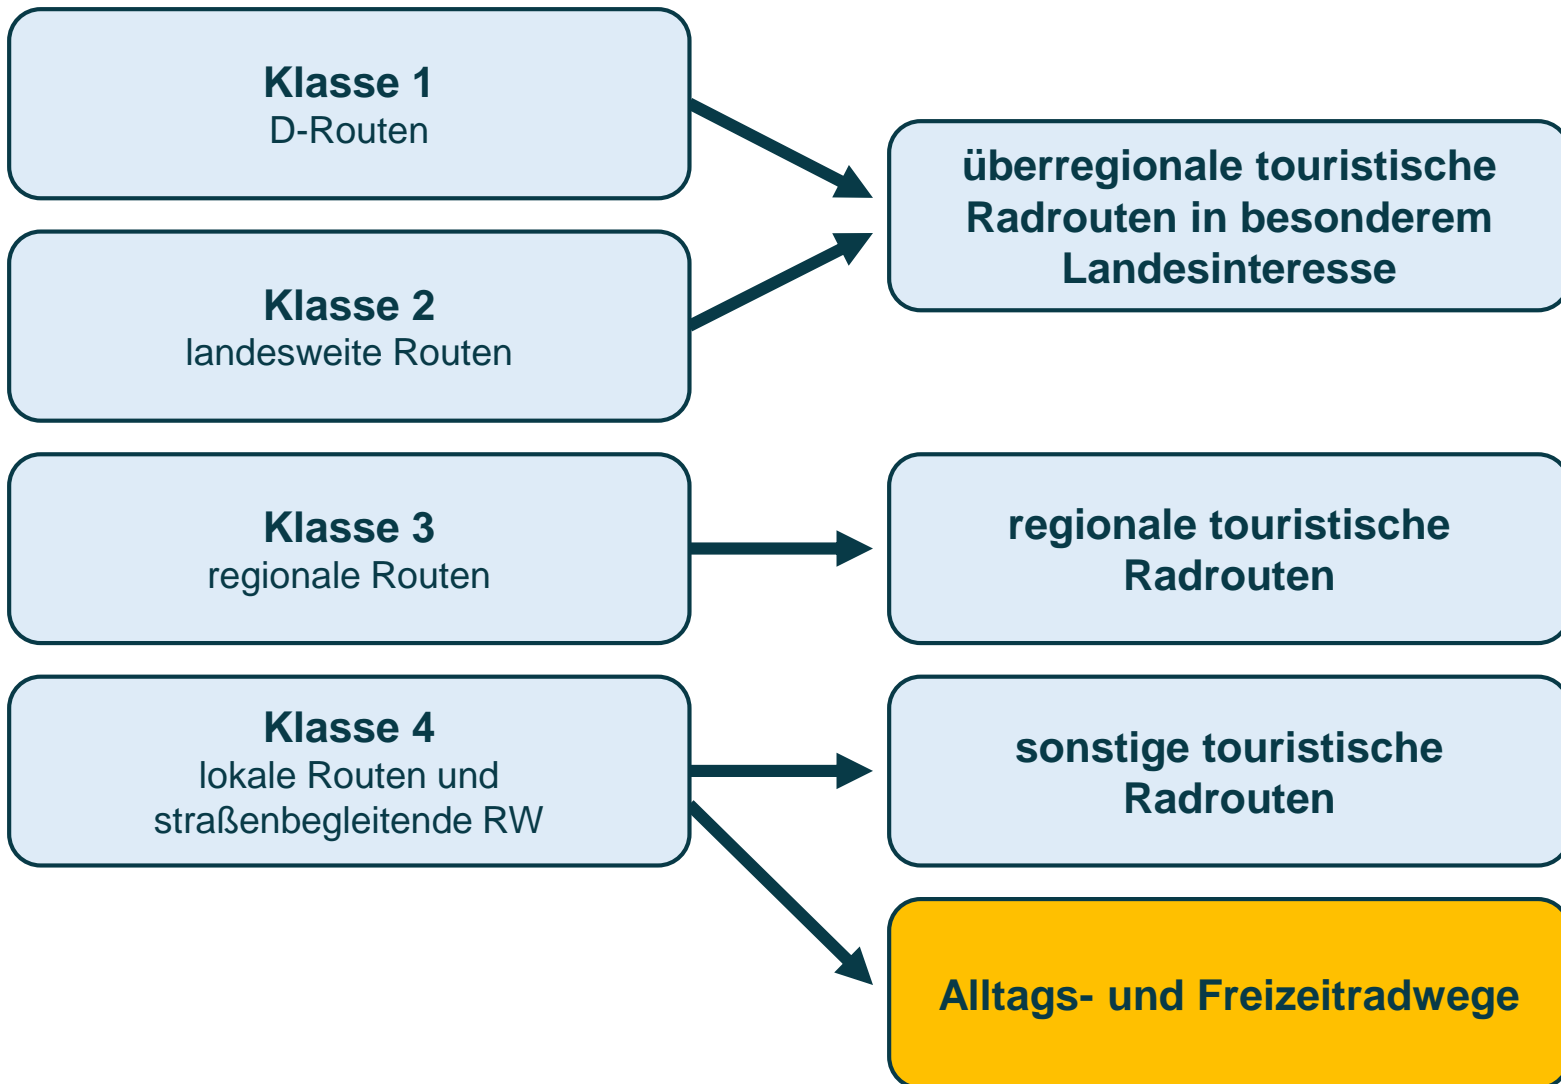 Klasse 1
D-Routen
Klasse 2
landesweite Routen
Klasse 3
regionale Routen
Klasse 4
lokale Routen und
straßenbegleitende RW
überregionale touristische
Radrouten in besonderem
Landesinteresse
regionale touristische
Radrouten
sonstige touristische
Radrouten
Alltags- und Freizeitradwege